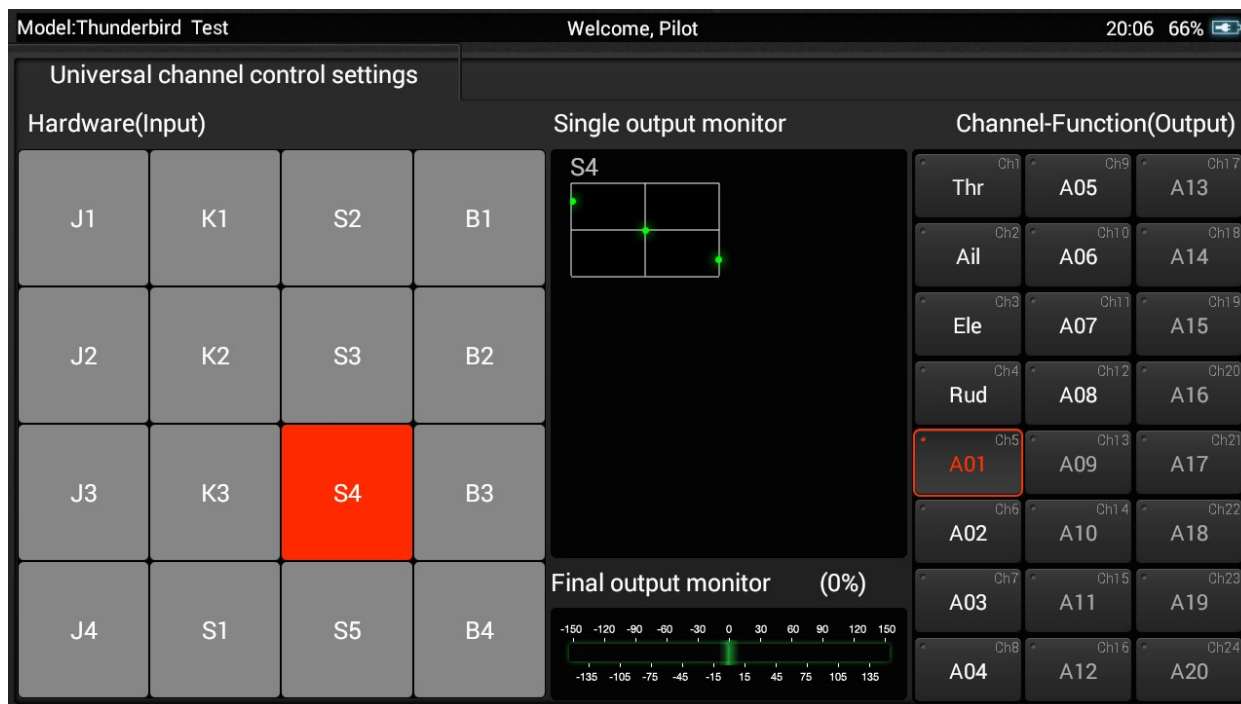 Model:Thunderbird Test
Welcome, Pilot
20:06 66%
Universal channel control settings
Hardware(Input)
J1 K1 S2 B1
J2 K2 S3 B2
J3 K3 S4 B3
J4 S1 S5 B4
Single output monitor
S4
Final output monitor (0%)
-150 -120 -90 -60 -30 0 30 60 90 120 150
-135 -105 -75 -45 -15 15 45 75 105 135
Channel-Function(Output)
Ch1 Ch9 Ch17
Thr A05 A13
Ch2 Ch10 Ch18
Ail A06 A14
Ch3 Ch11 Ch19
Ele A07 A15
Ch4 Ch12 Ch20
Rud A08 A16
Ch5 Ch13 Ch21
A01 A09 A17
Ch6 Ch14 Ch22
A02 A10 A18
Ch7 Ch15 Ch23
A03 A11 A19
Ch8 Ch16 Ch24
A04 A12 A20